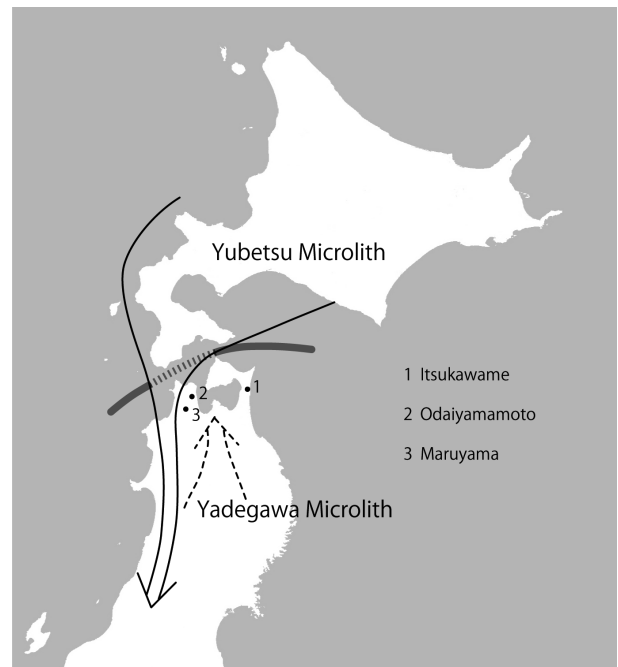 Yubetsu Microlith
1 Itsukawame
1
2
2 Odaiyamamoto
3
3 Maruyama
Yadegawa Microlith